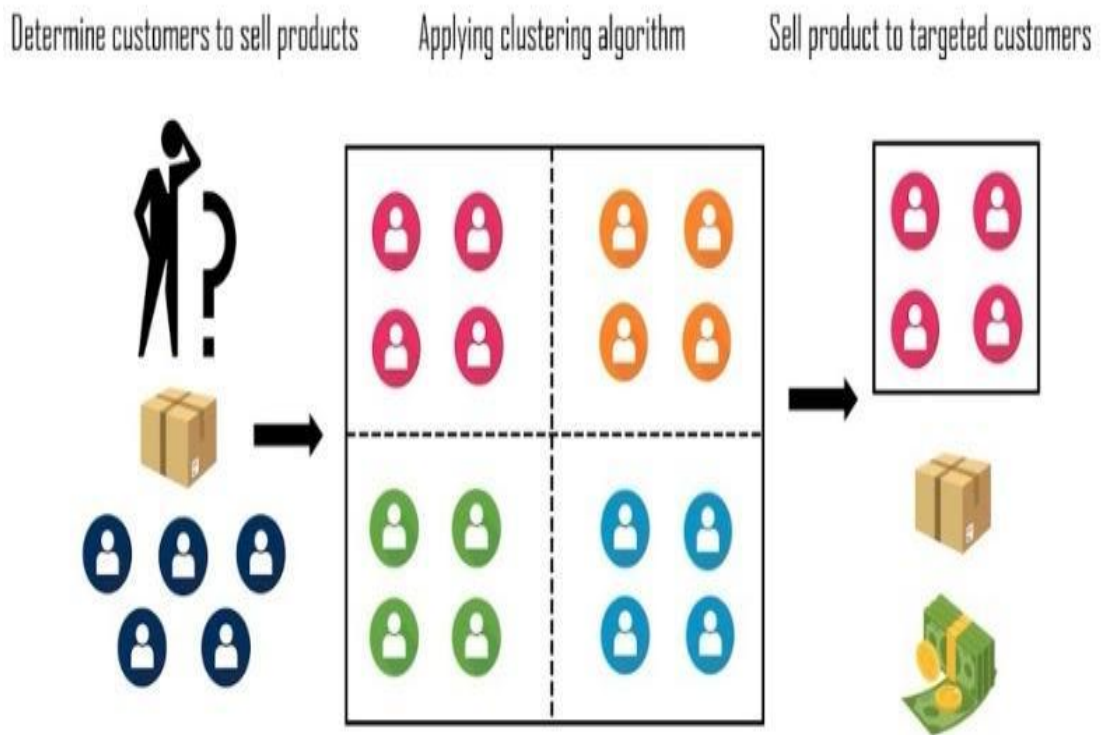 Determine customers to sell products
Applying clustering algorithm
Sell product to targeted customers
?